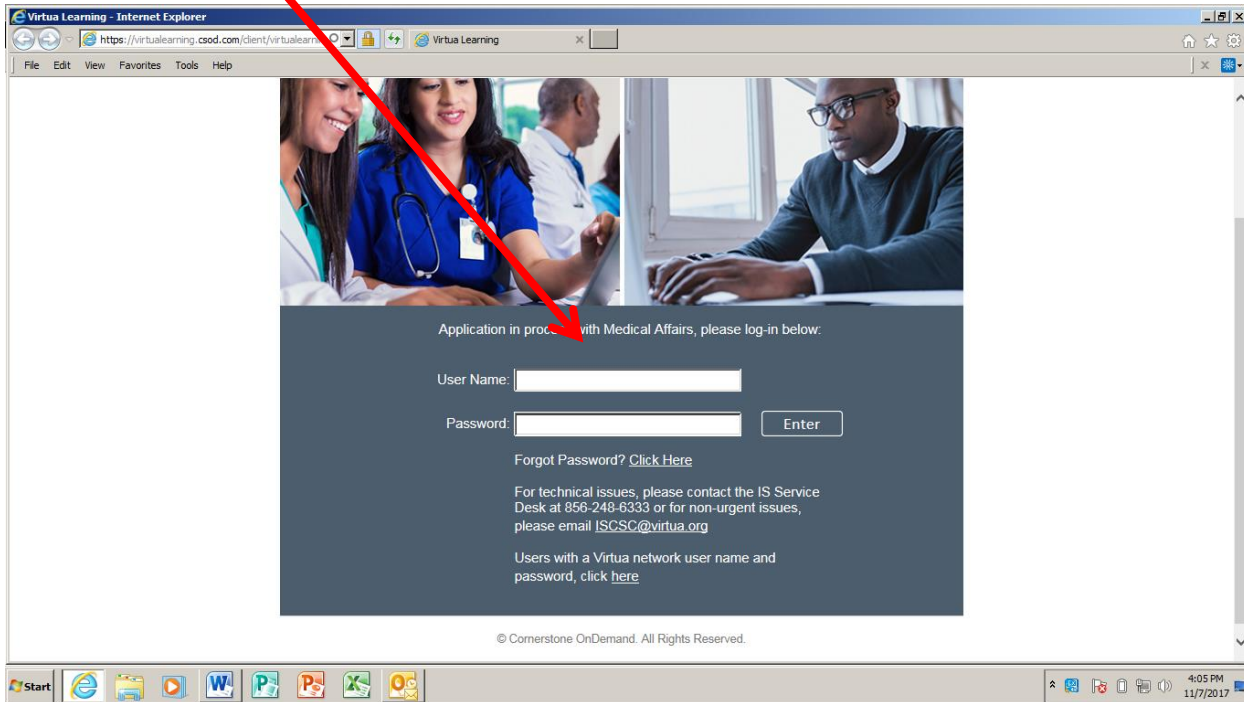 Virtua Learning - Internet Explorer
https://virtualearning.csod.com/client/virtualearni
Virtua Learning
File Edit View Favorites Tools Help
Application in with Medical Affairs, please log-in below:
User Name:
Password:
Enter
Forgot Password? Click Here
For technical issues, please contact the IS Service
Desk at 856-248-6333 or for non-urgent issues,
please email ISCSC@virtua.org
Users with a Virtua network user name and
password, click here
© Cornerstone OnDemand. All Rights Reserved.
Start
4:05 PM
11/7/2017